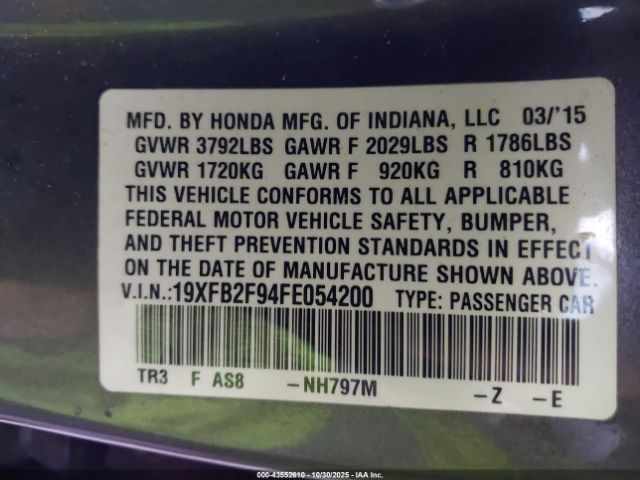 MFD. BY HONDA MFG. OF INDIANA, LLC 03/'15
GVWR 3792LBS GAWR F 2029LBS R 1786LBS
GVWR 1720KG GAWR F 920KG R 810KG
THIS VEHICLE CONFORMS TO ALL APPLICABLE
FEDERAL MOTOR VEHICLE SAFETY, BUMPER,
AND THEFT PREVENTION STANDARDS IN EFFECT
ON THE DATE OF MANUFACTURE SHOWN ABOVE.
V.I.N.:19XFB2F94FE054200 TYPE: PASSENGER CAR
TR3 F AS8 –NH797M –Z –E
000-43552610 - 10/30/2025 - IAA Inc.